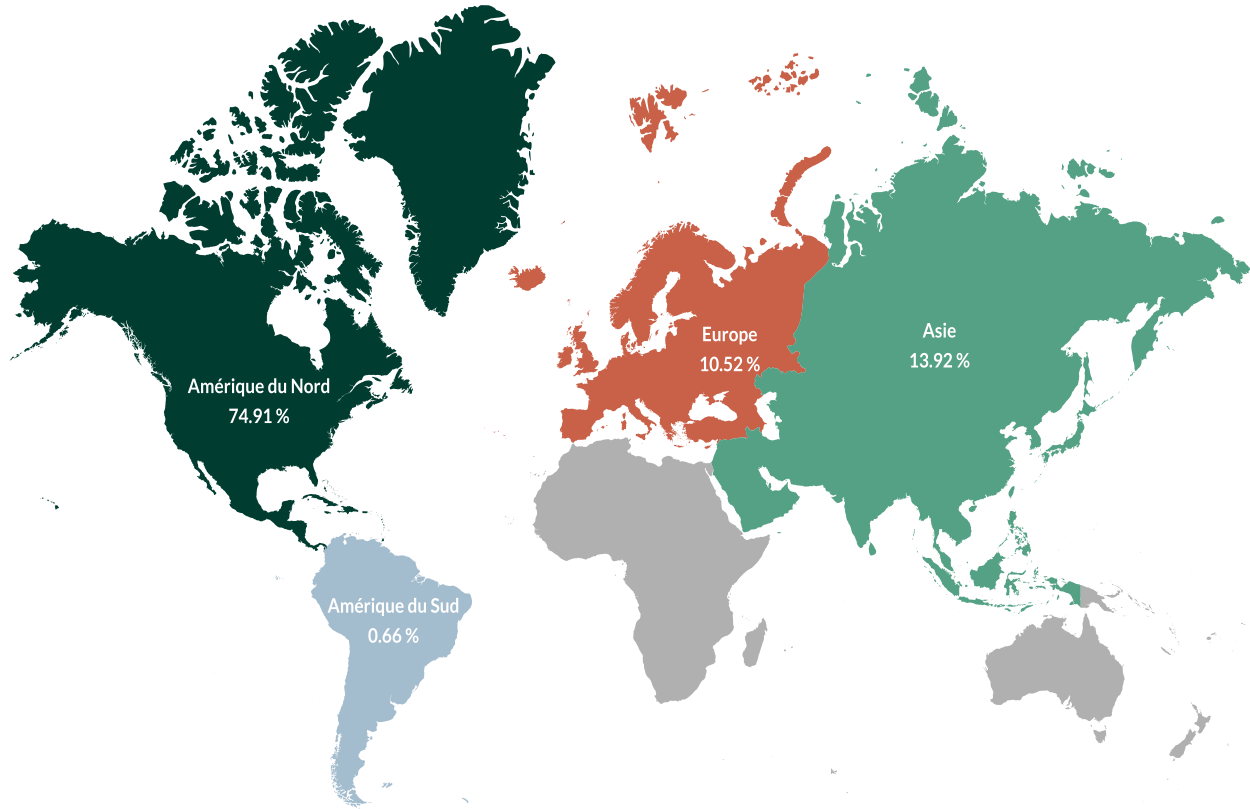 Europe
10.52 %
Asie
13.92 %
Amérique du Nord
74.91 %
Amérique du Sud
0.66 %